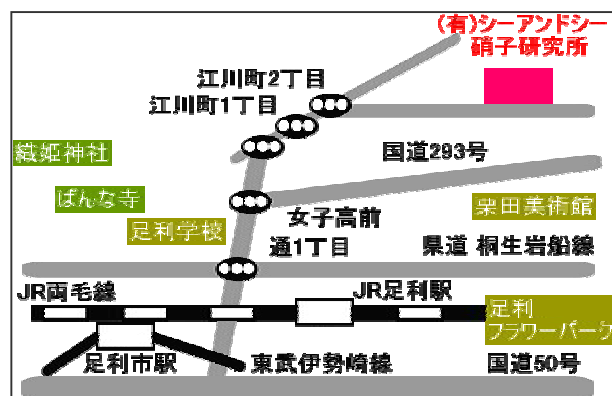 (有)シーアンドシー
硝子研究所
江川町2丁目
江川町1丁目
織姫神社
国道293号
ばんな寺
栗田美術館
足利学校
女子高前
通1丁目
県道 桐生岩船線
JR両毛線
JR足利駅
足利
フラワーパーク
足利市駅
東武伊勢崎線
国道50号